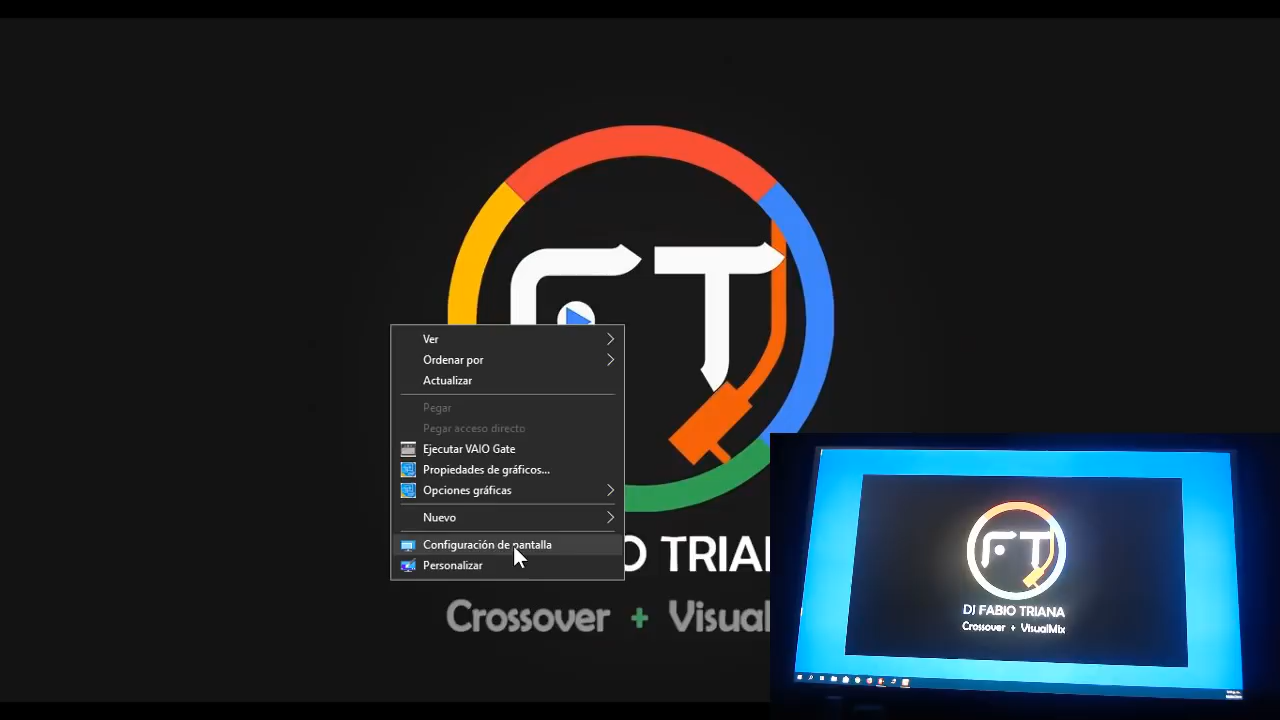 FT
Ver
Ordenar por
Actualizar
Pegar
Pegar acceso directo
Ejecutar VAIO Gate
Propiedades de gráficos...
Opciones gráficas
Nuevo
Configuración de pantalla
Personalizar
O TRIAN
Crossover + Visual
FT
DJ FABIO TRIANA
Crossover + VisualMix